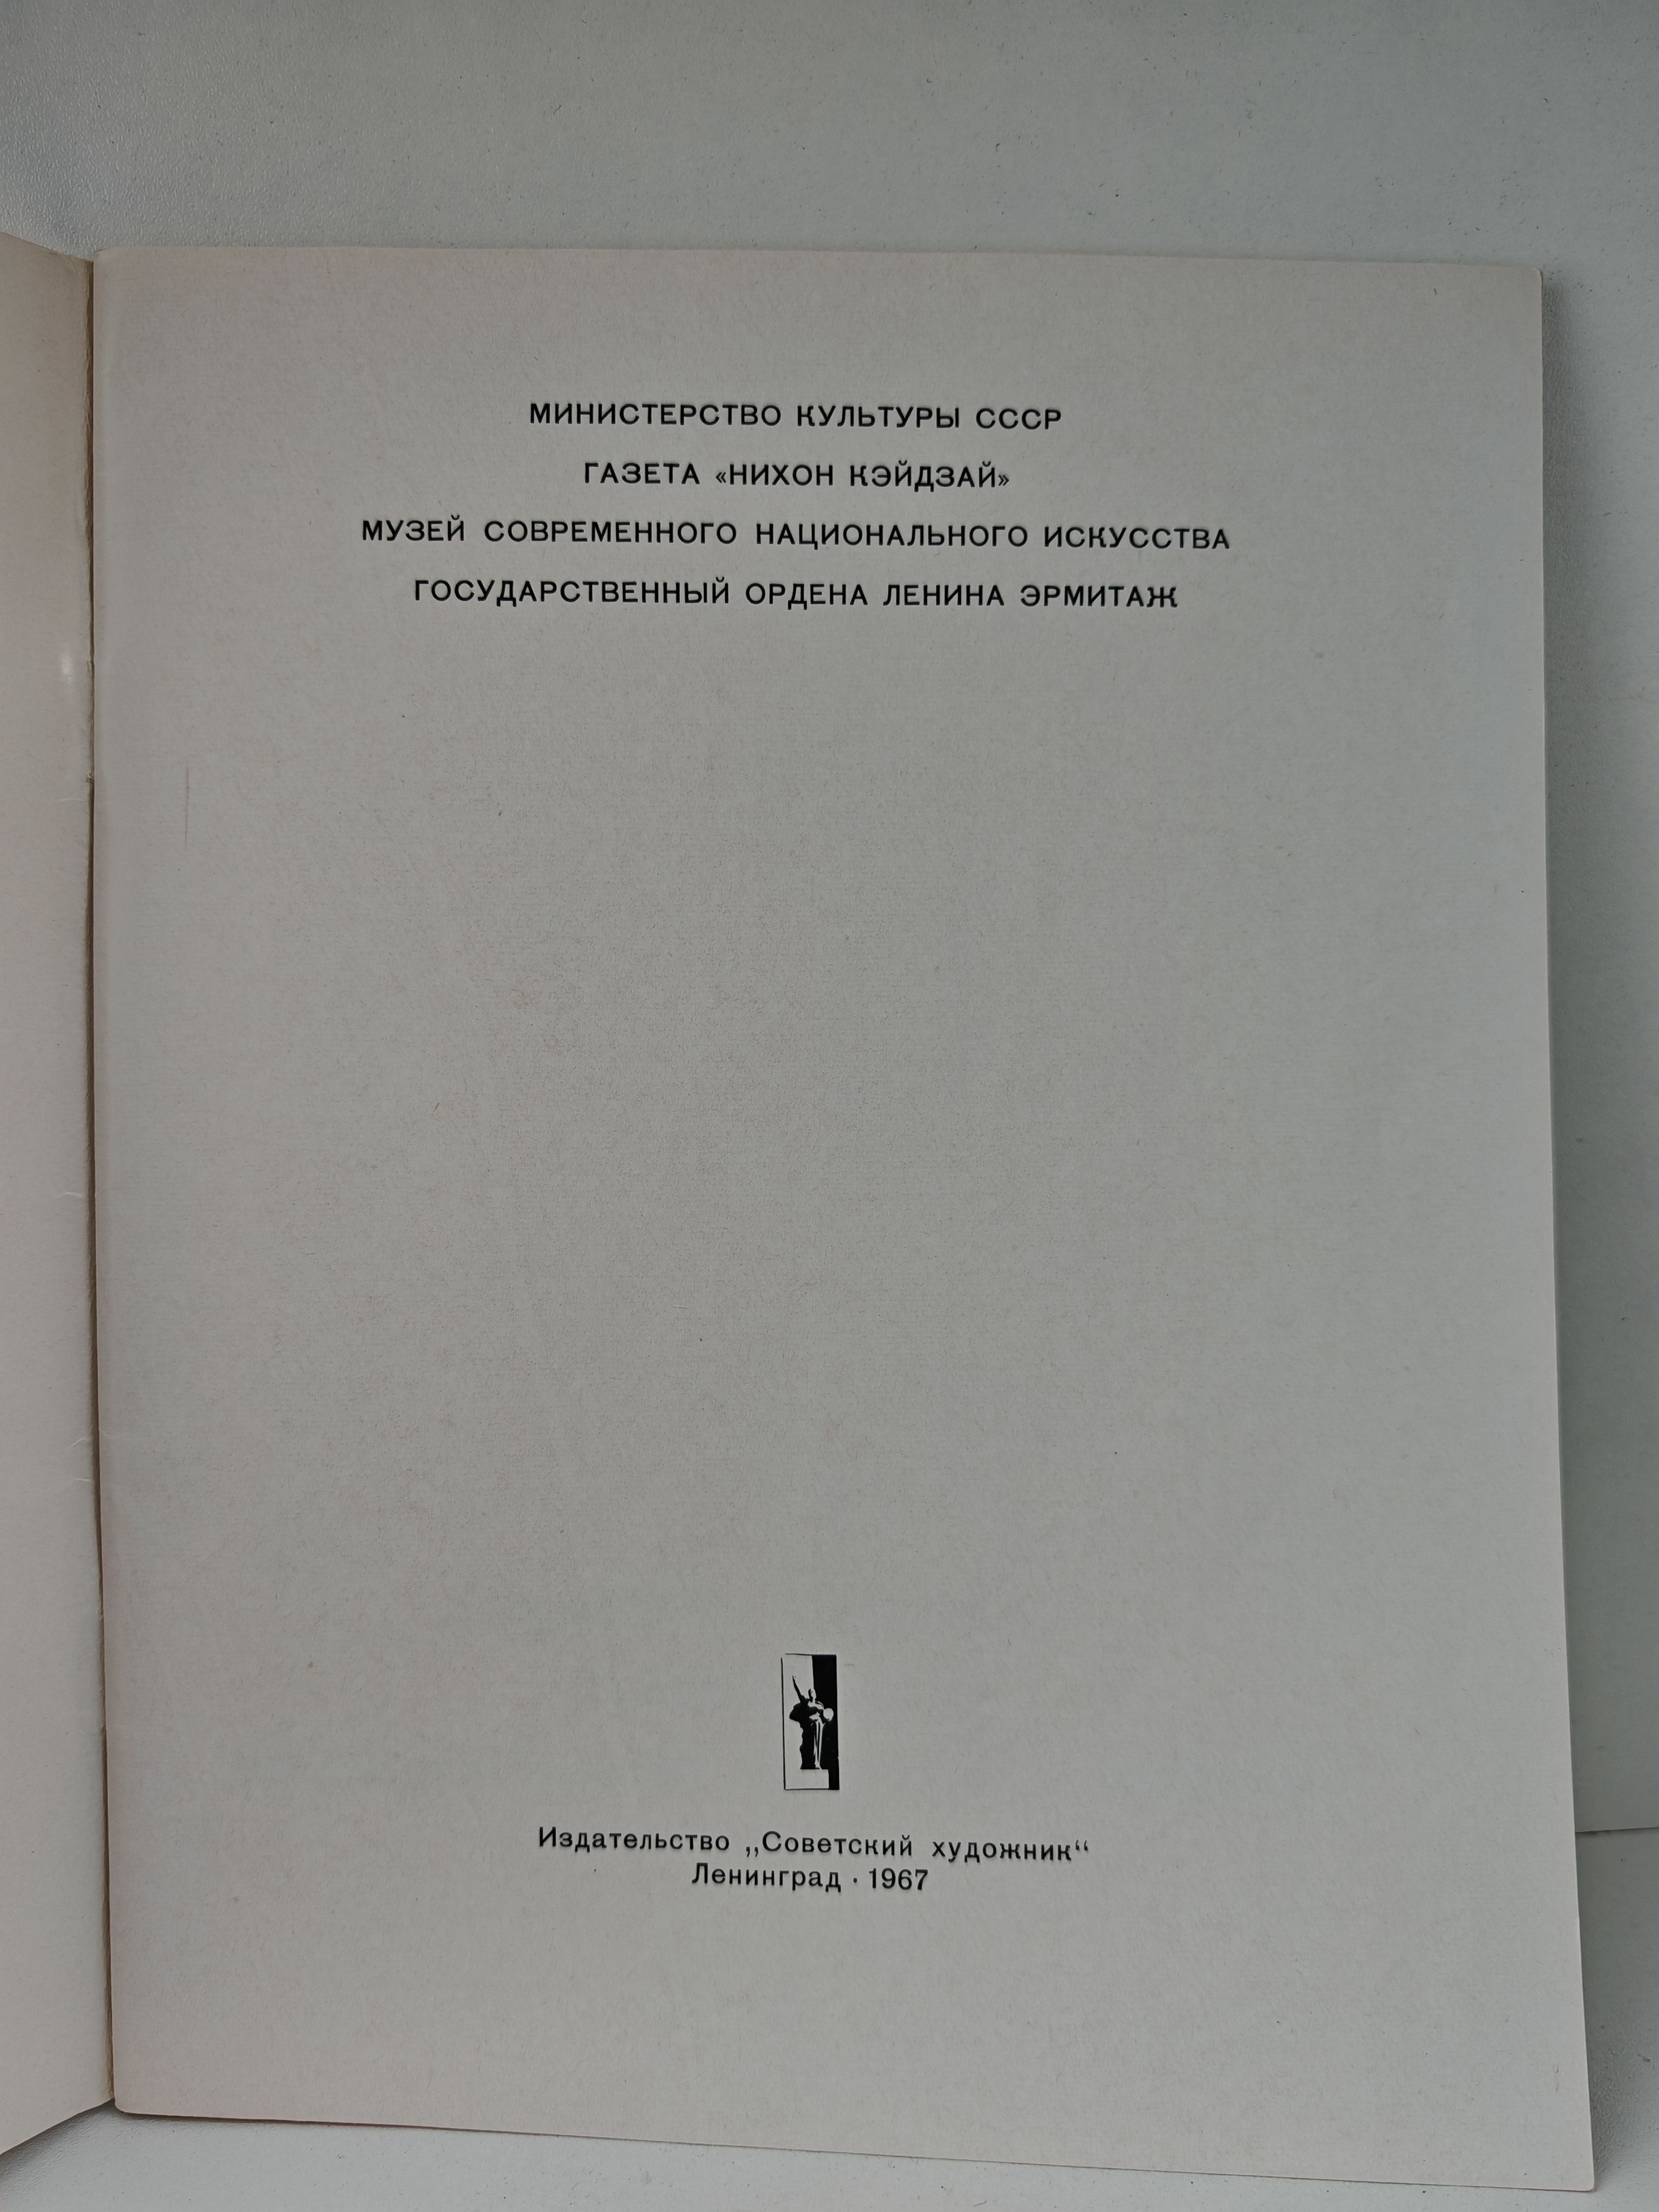 МИНИСТЕРСТВО КУЛЬТУРЫ СССР
ГАЗЕТА «НИХОН КЭЙДЗАЙ»
МУЗЕЙ СОВРЕМЕННОГО НАЦИОНАЛЬНОГО ИСКУССТВА
ГОСУДАРСТВЕННЫЙ ОРДЕНА ЛЕНИНА ЭРМИТАЖ
Издательство „Советский художник“
Ленинград · 1967